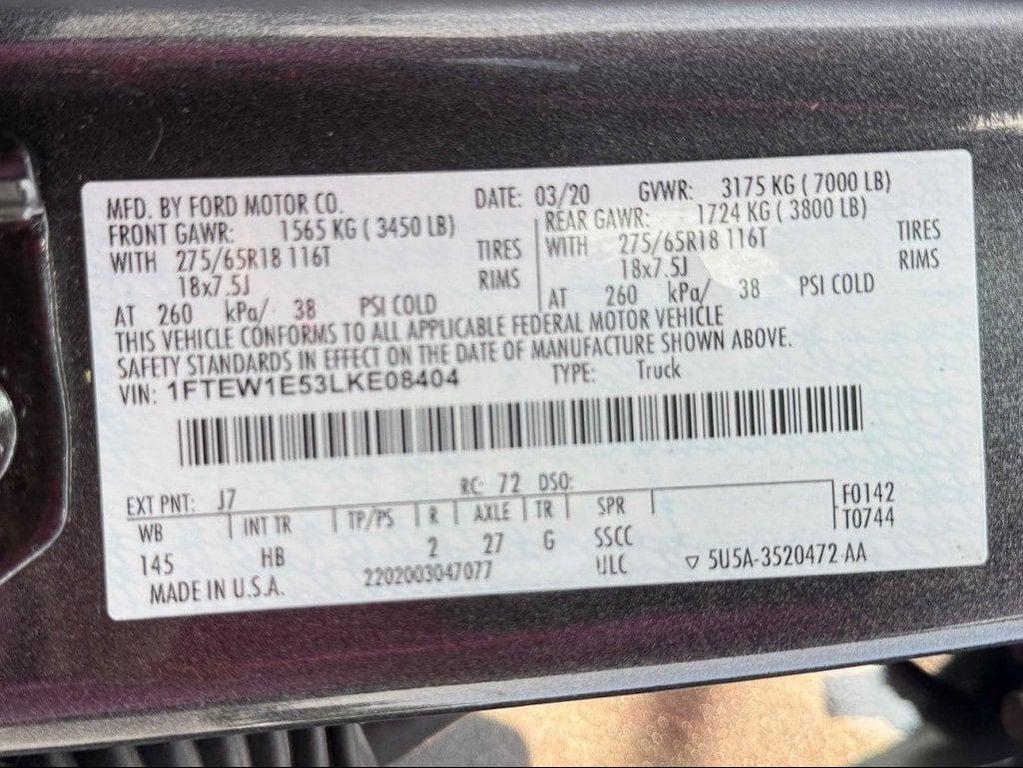 MFD. BY FORD MOTOR CO. DATE: 03/20 GVWR: 3175 KG ( 7000 LB)
FRONT GAWR: 1565 KG ( 3450 LB) REAR GAWR: 1724 KG ( 3800 LB)
WITH 275/65R18 116T TIRES WITH 275/65R18 116T TIRES
18x7.5J RIMS 18x7.5J RIMS
AT 260 kPa/ 38 PSI COLD AT 260 kPa/ 38 PSI COLD
THIS VEHICLE CONFORMS TO ALL APPLICABLE FEDERAL MOTOR VEHICLE
SAFETY STANDARDS IN EFFECT ON THE DATE OF MANUFACTURE SHOWN ABOVE.
VIN: 1FTEW1E53LKE08404 TYPE: Truck
EXT PNT: J7 RC: 72 DSO:
WB INT TR TP/PS R AXLE TR SPR F0142
T0744
145 HB 2 27 G SSCC
MADE IN U.S.A. 2202003047077 ULC ▽ 5U5A-3520472 AA